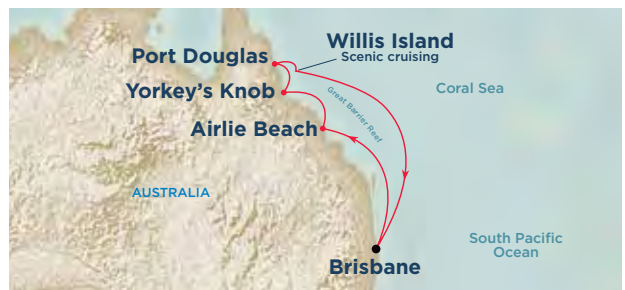 Willis Island
Scenic cruising
Port Douglas
Yorkey's Knob
Coral Sea
Great Barrier Reef
Airlie Beach
AUSTRALIA
South Pacific
Ocean
Brisbane